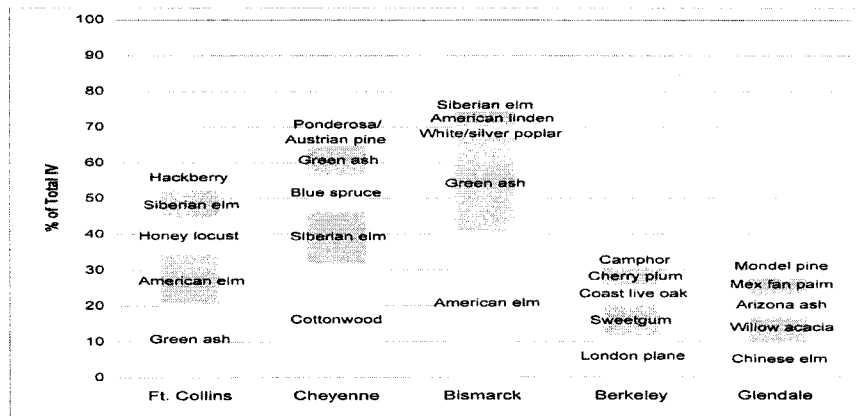 % of Total IV
100
90
80
70
60
50
40
30
20
10
0
Hackberry
Siberian elm
Honey locust
American elm
Green ash
Ponderosa/
Austrian pine
Green ash
Blue spruce
Siberian elm
Cottonwood
Siberian elm
American linden
White/silver poplar
Green ash
American elm
Camphor
Cherry plum
Coast live oak
Sweetgum
London plane
Mondel pine
Mex fan palm
Arizona ash
Willow acacia
Chinese elm
Ft. Collins
Cheyenne
Bismarck
Berkeley
Glendale